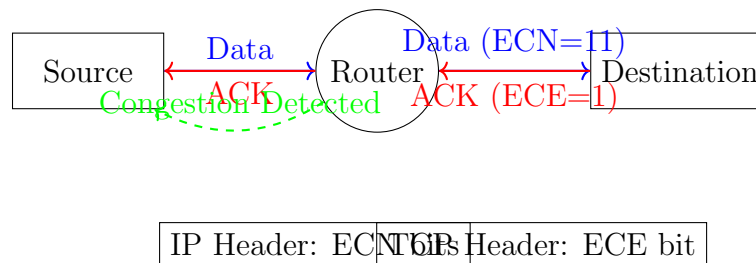 Data
Data (ECN=11)
Source
Router
Destination
ACK
ACK (ECE=1)
Congestion Detected
IP Header: ECN bits
TCP Header: ECE bit